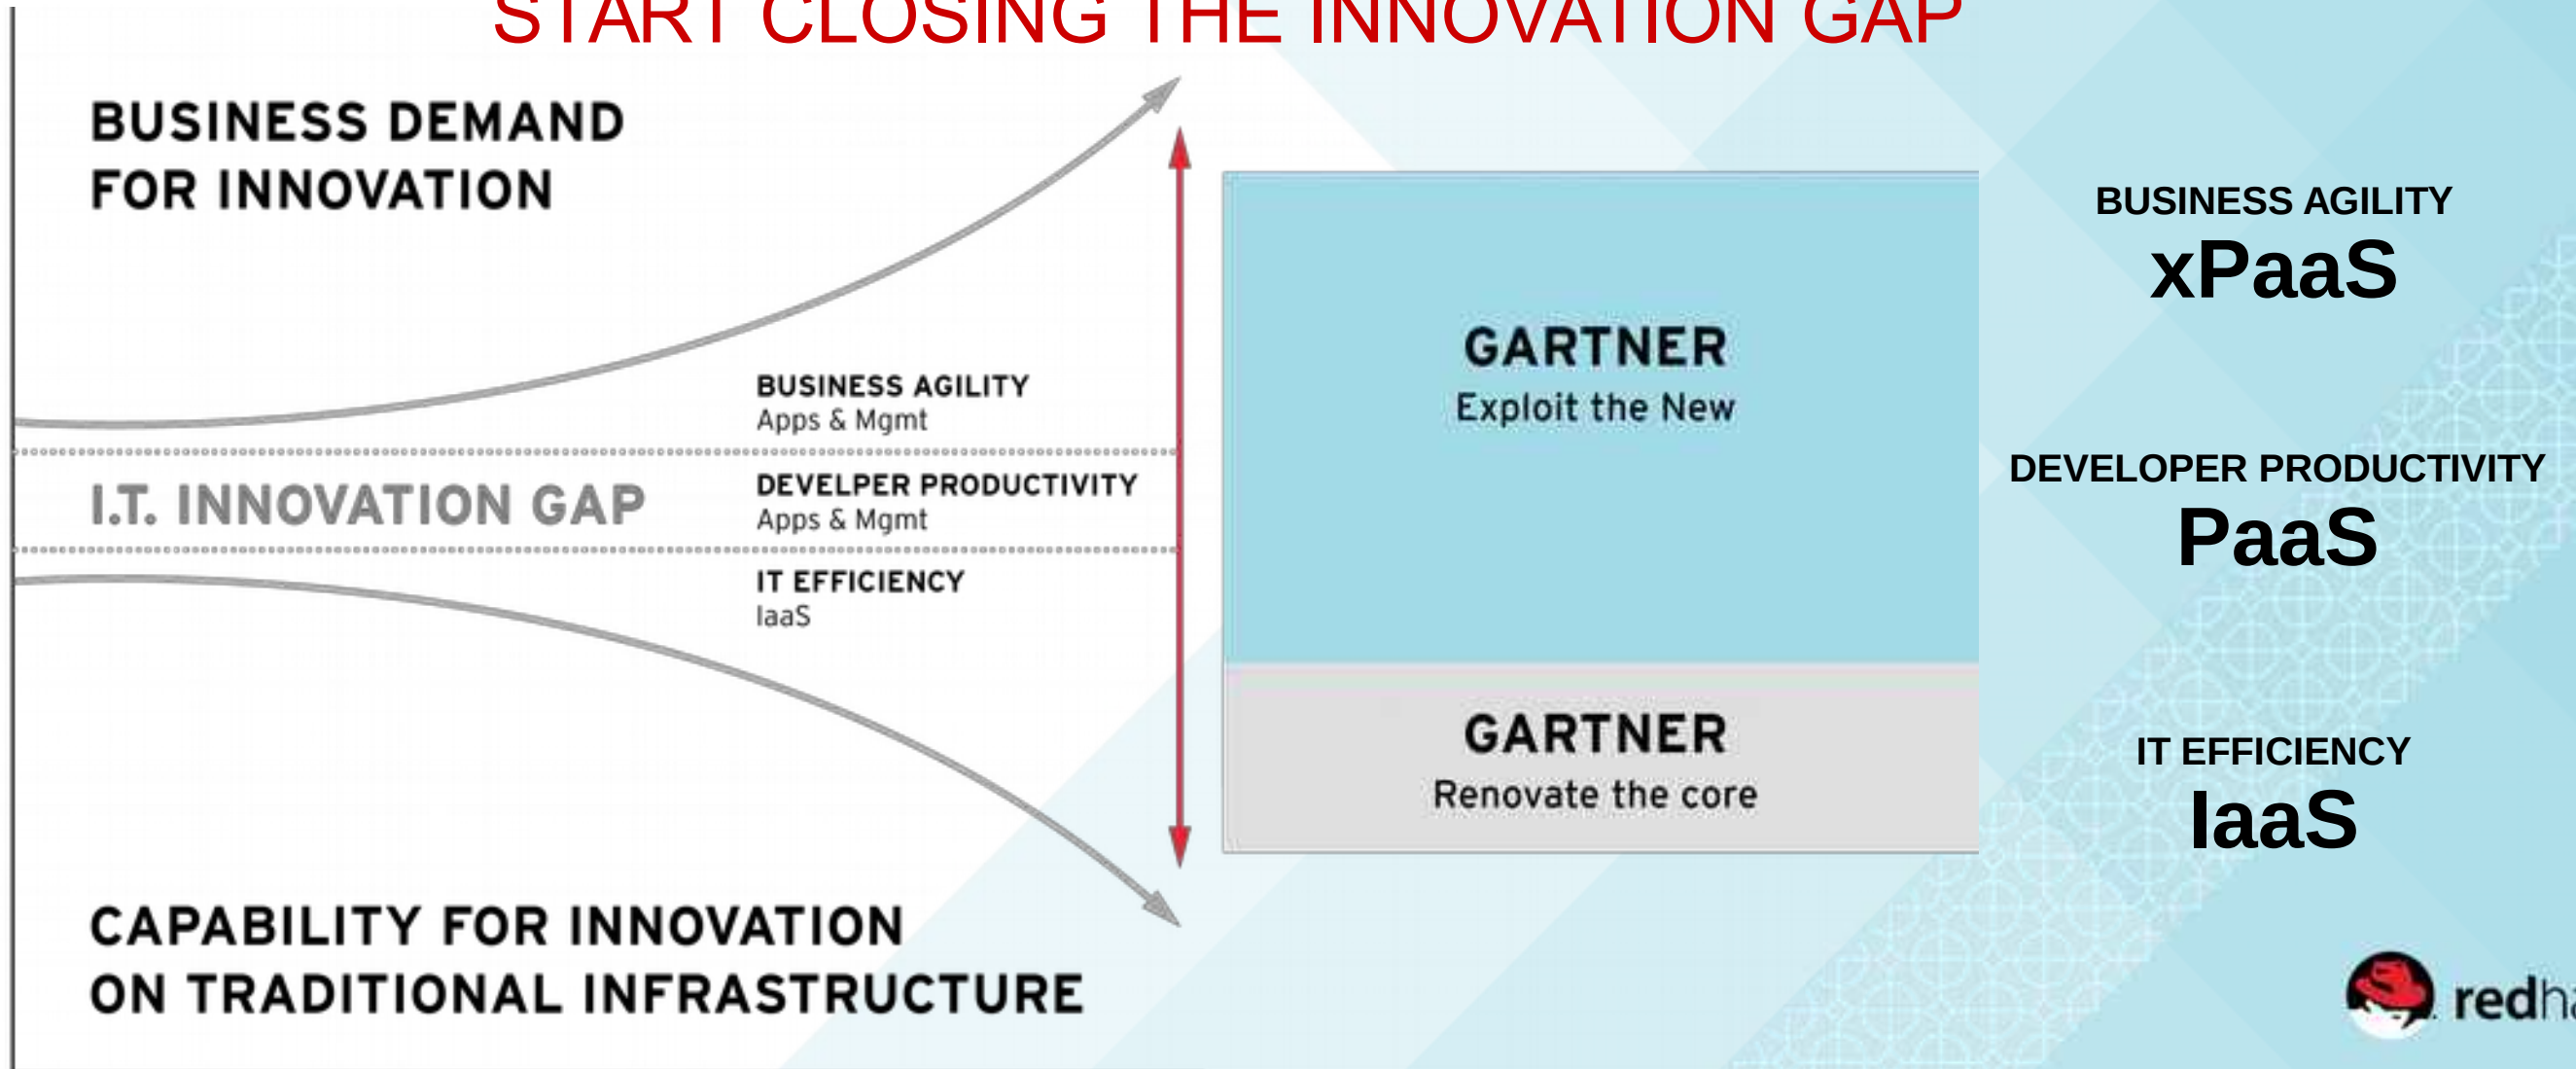 START CLOSING THE INNOVATION GAP
BUSINESS DEMAND
FOR INNOVATION
BUSINESS AGILITY
Apps & Mgmt
I.T. INNOVATION GAP
DEVELPER PRODUCTIVITY
Apps & Mgmt
IT EFFICIENCY
IaaS
CAPABILITY FOR INNOVATION
ON TRADITIONAL INFRASTRUCTURE
GARTNER
Exploit the New
GARTNER
Renovate the core
BUSINESS AGILITY
xPaaS
DEVELOPER PRODUCTIVITY
PaaS
IT EFFICIENCY
IaaS
redha